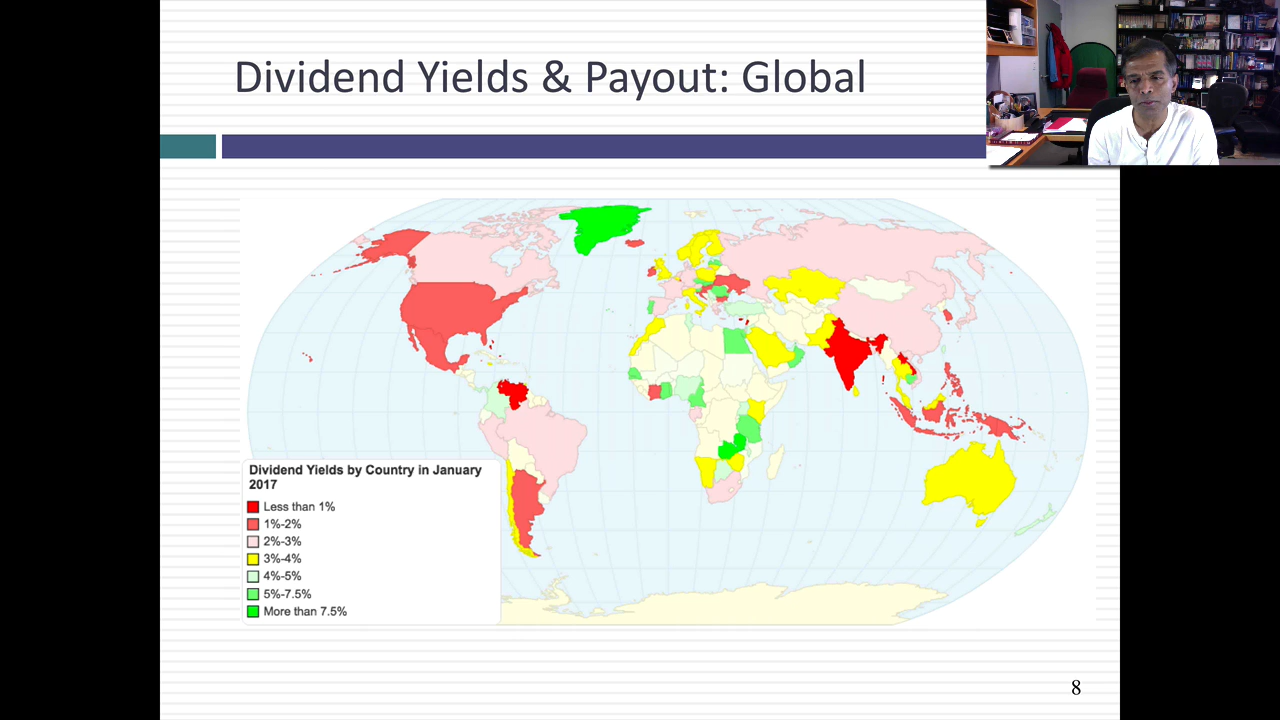 Dividend Yields & Payout: Global
Dividend Yields by Country in January
2017
Less than 1%
1%-2%
2%-3%
3%-4%
4%-5%
5%-7.5%
More than 7.5%
8